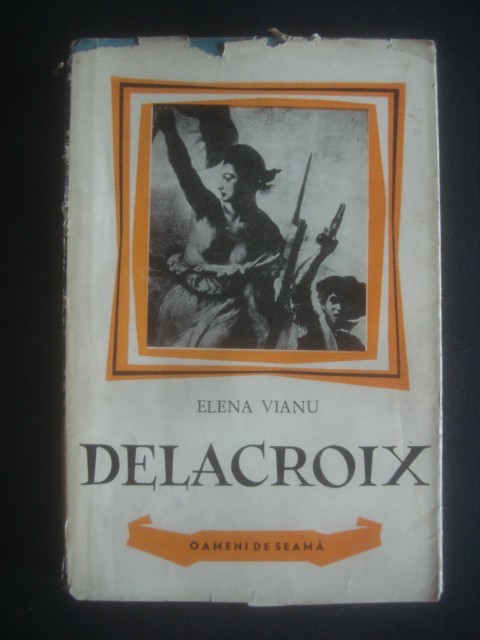 ELENA VIANU
DELACROIX
OAMENI DE SEAMĂ